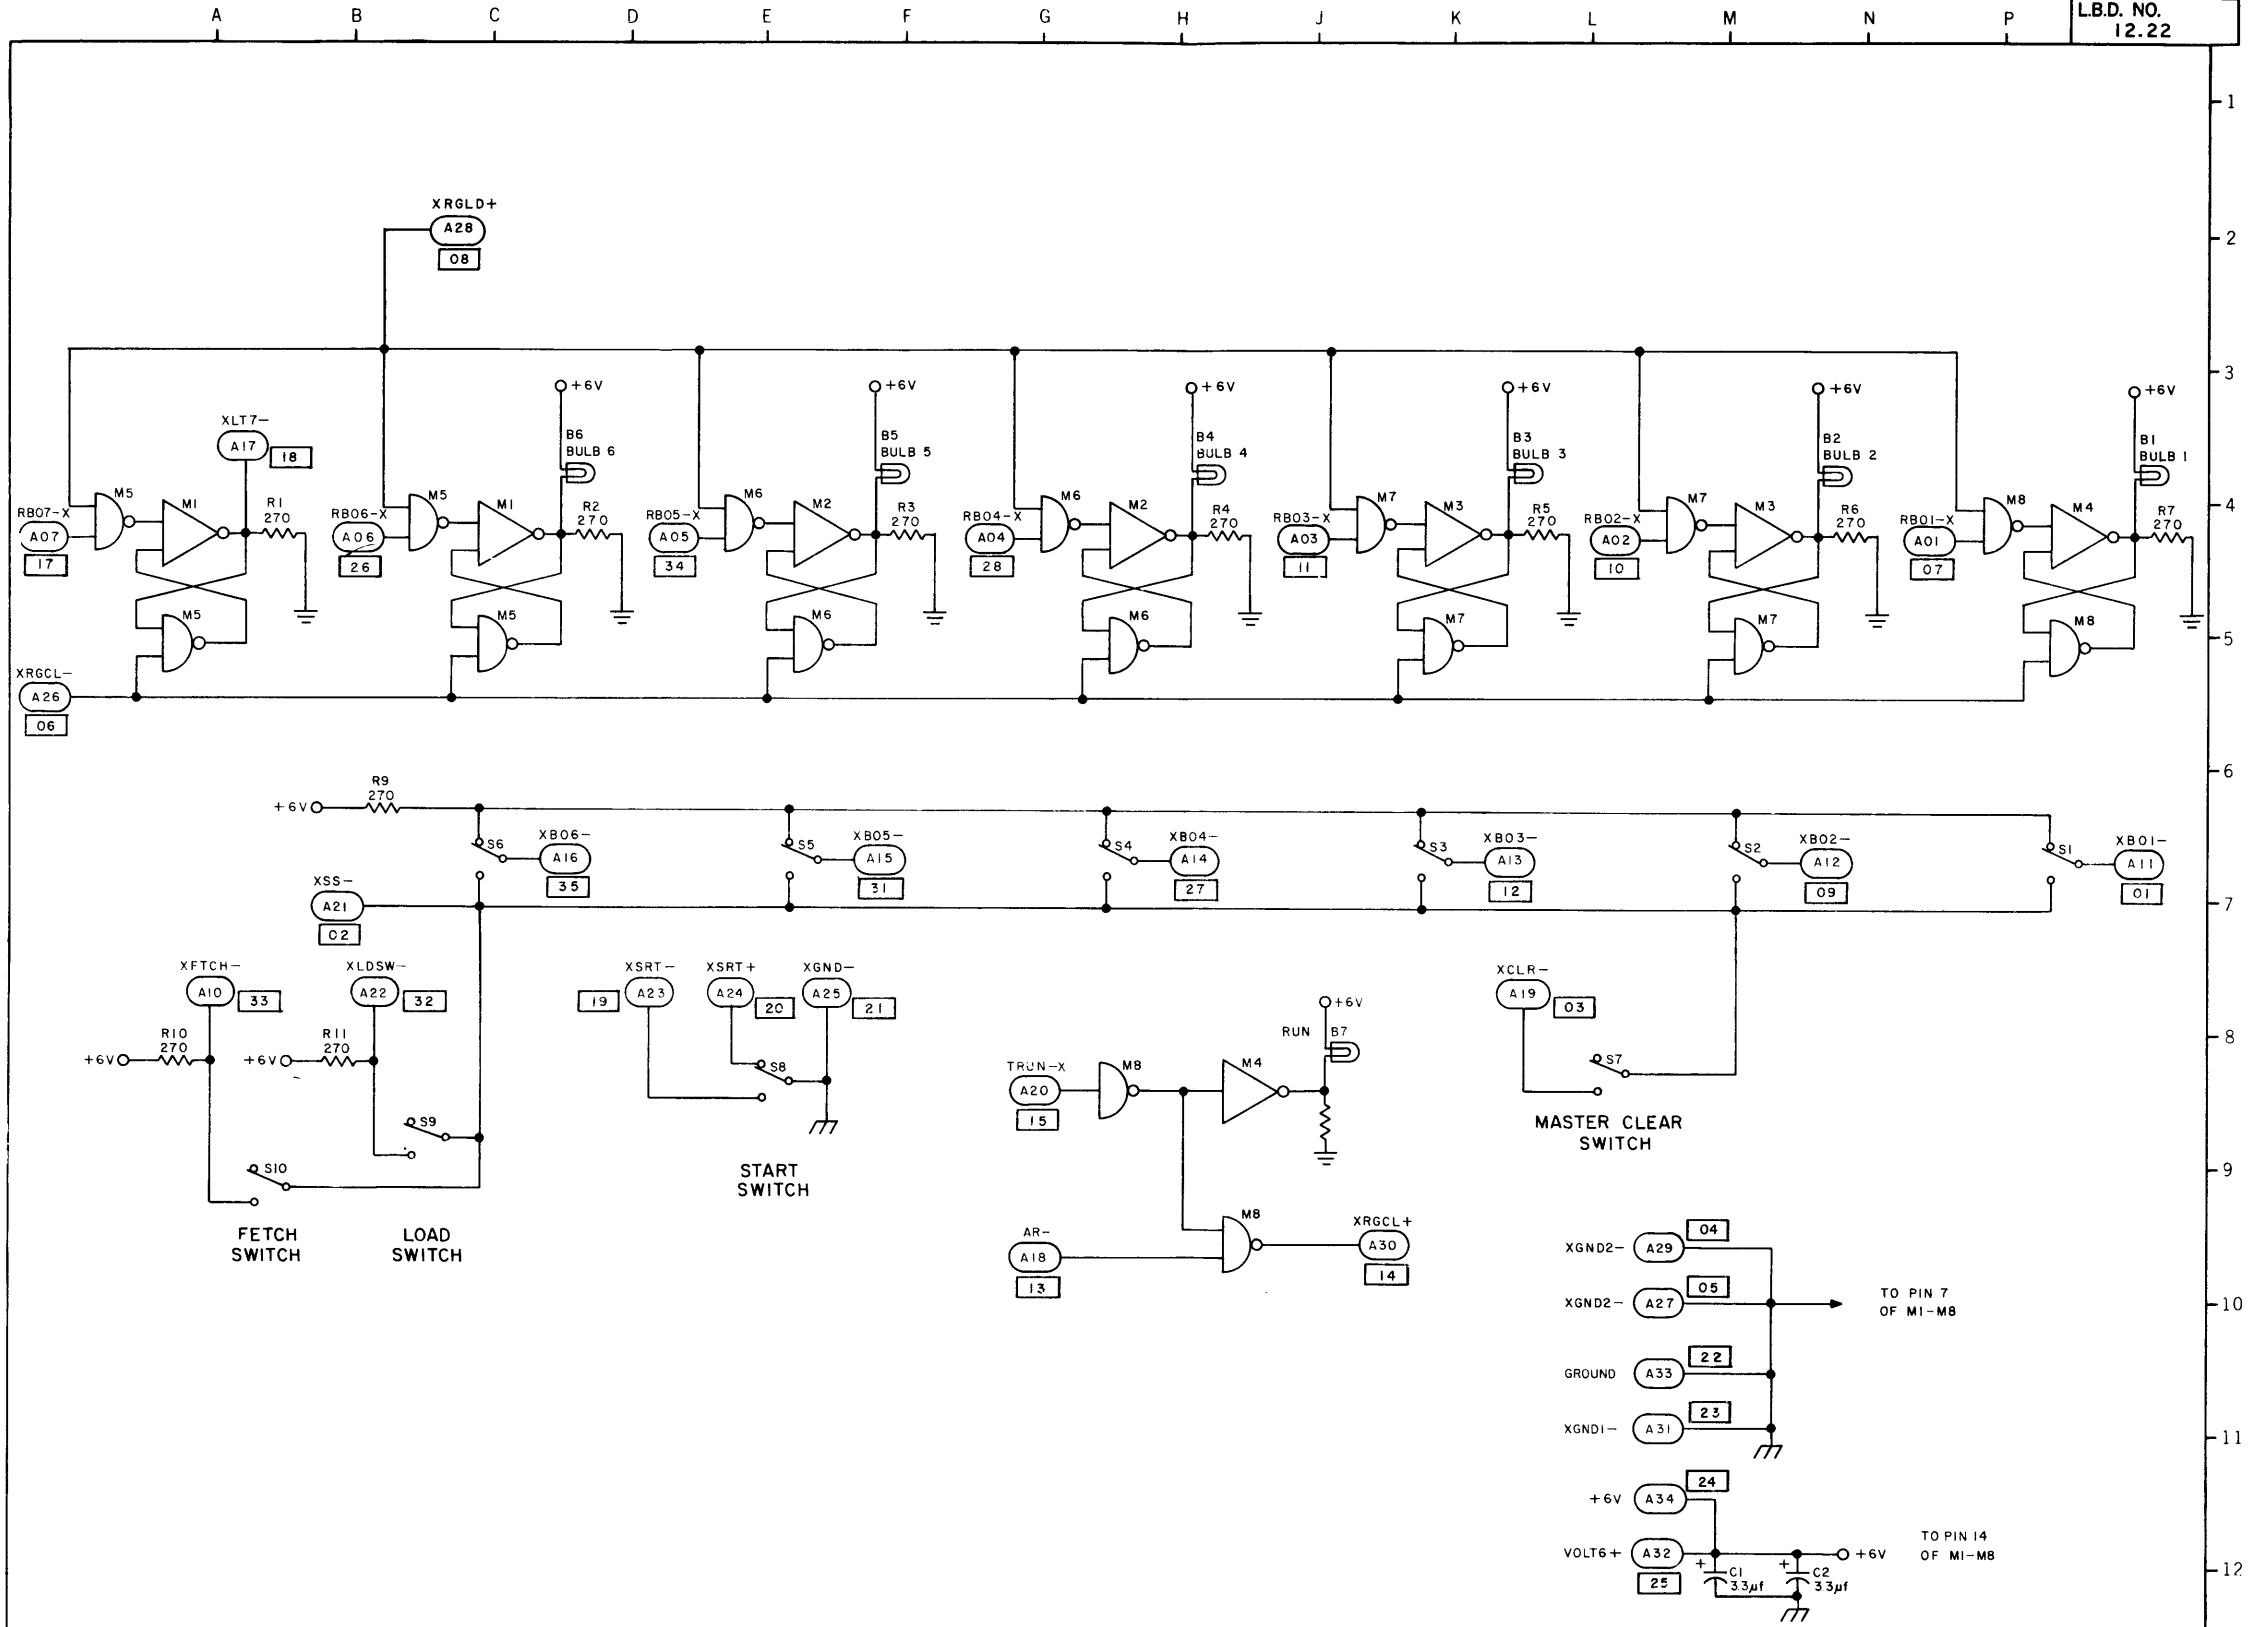 A B C D E F G H J K L M N P
L.B.D. NO.
12.22
1
XRGLD+
A28
2
08
3
+6V +6V +6V +6V +6V +6V
XLT7-
A17
18
B6
BULB 6
B5
BULB 5
B4
BULB 4
B3
BULB 3
B2
BULB 2
B1
BULB 1
4
RB07-X
A07
17
M5
M1
R1
270
M5
RB06-X
A06
26
M5
M1
R2
270
M5
RB05-X
A05
34
M6
M2
R3
270
M6
RB04-X
A04
28
M6
M2
R4
270
M6
RB03-X
A03
11
M7
M3
R5
270
M7
RB02-X
A02
10
M7
M3
R6
270
M7
RB01-X
A01
07
M8
M4
R7
270
M8
5
XRGCL-
A26
06
6
R9
270
+6V
S6
XB06-
A16
35
S5
XB05-
A15
31
S4
XB04-
A14
27
S3
XB03-
A13
12
S2
XB02-
A12
09
S1
XB01-
A11
01
7
XSS-
A21
02
XFTCH-
A10
33
XLDSW-
A22
32
XSRT-
19
A23
XSRT+
A24
20
XGND-
A25
21
XCLR-
A19
03
8
R10
270
+6V
R11
270
+6V
S9
S10
S8
TRUN-X
A20
15
M8
M4
RUN B7
+6V
S7
MASTER CLEAR
SWITCH
9
START
SWITCH
FETCH
SWITCH
LOAD
SWITCH
AR-
A18
13
M8
XRGCL+
A30
14
XGND2- A29 04
XGND2- A27 05
TO PIN 7
OF M1-M8
10
GROUND A33 22
XGND1- A31 23
11
+6V A34 24
VOLT6+ A32
25
+
C1
33µf
+
C2
33µf
+6V
TO PIN 14
OF M1-M8
12